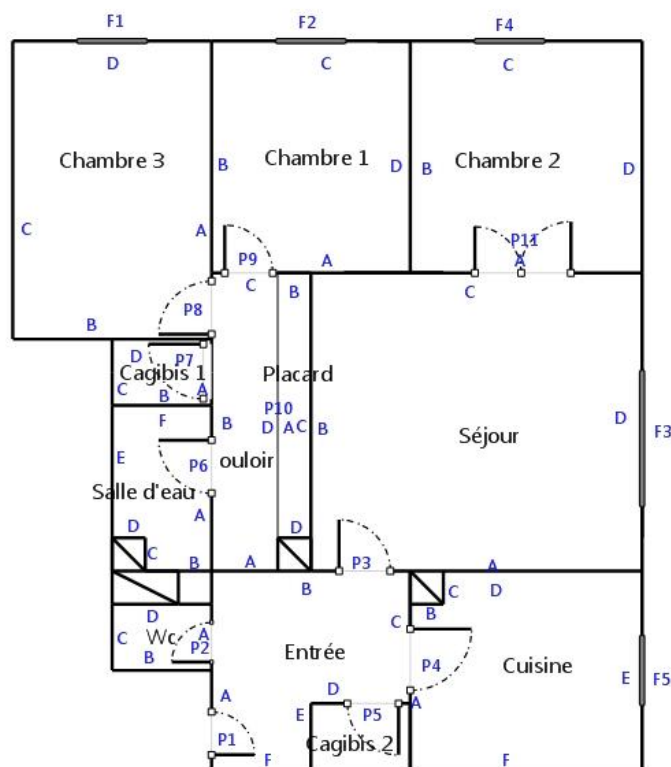 F1 F2 F4
D C C
Chambre 3 Chambre 1 Chambre 2
B D B D
C A
P9 A P11 A
C B C
P8
B
D P7
Cagibis 1 Placard
C B A
P10
F B D A C B D F3
Séjour
E P6 ouloir
Salle d'eau
A
D D
C B A P3 A
B D
C C
D A C B
Wc
B P2 Entrée P4 Cuisine
E F5
A D
E P5 A
P1 Cagibis 2
F F